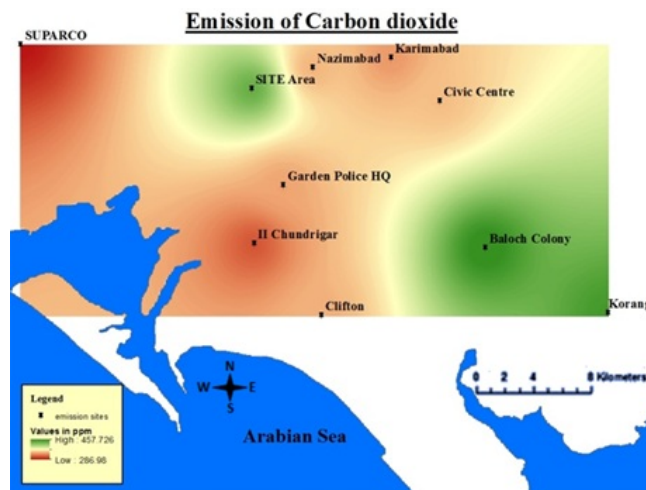 Emission of Carbon dioxide
SUPARCO
Karimabad
Nazimabad
SITE Area
Civic Centre
Garden Police HQ
II Chundrigar
Baloch Colony
Clifton
Korang
N
W E
S
0 2 4 8 Kilometers
Legend
emission sites
Values in ppm
High : 457.726
Low : 286.98
Arabian Sea